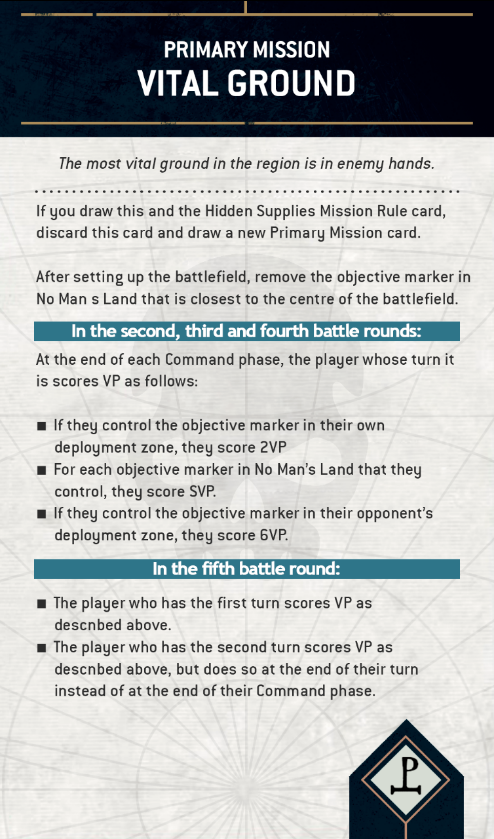 PRIMARY MISSION
VITAL GROUND
The most vital ground in the region is in enemy hands.
If you draw this and the Hidden Supplies Mission Rule card,
discard this card and draw a new Primary Mission card.
After setting up the battlefield, remove the objective marker in
No Man s Land that is closest to the centre of the battlefield.
In the second, third and fourth battle rounds:
At the end of each Command phase, the player whose turn it
is scores VP as follows:
■ If they control the objective marker in their own
deployment zone, they score 2VP
■ For each objective marker in No Man's Land that they
control, they score SVP.
■ If they control the objective marker in their opponent's
deployment zone, they score 6VP.
In the fifth battle round:
■ The player who has the first turn scores VP as
descnbed above.
■ The player who has the second turn scores VP as
descnbed above, but does so at the end of their turn
instead of at the end of their Command phase.
P